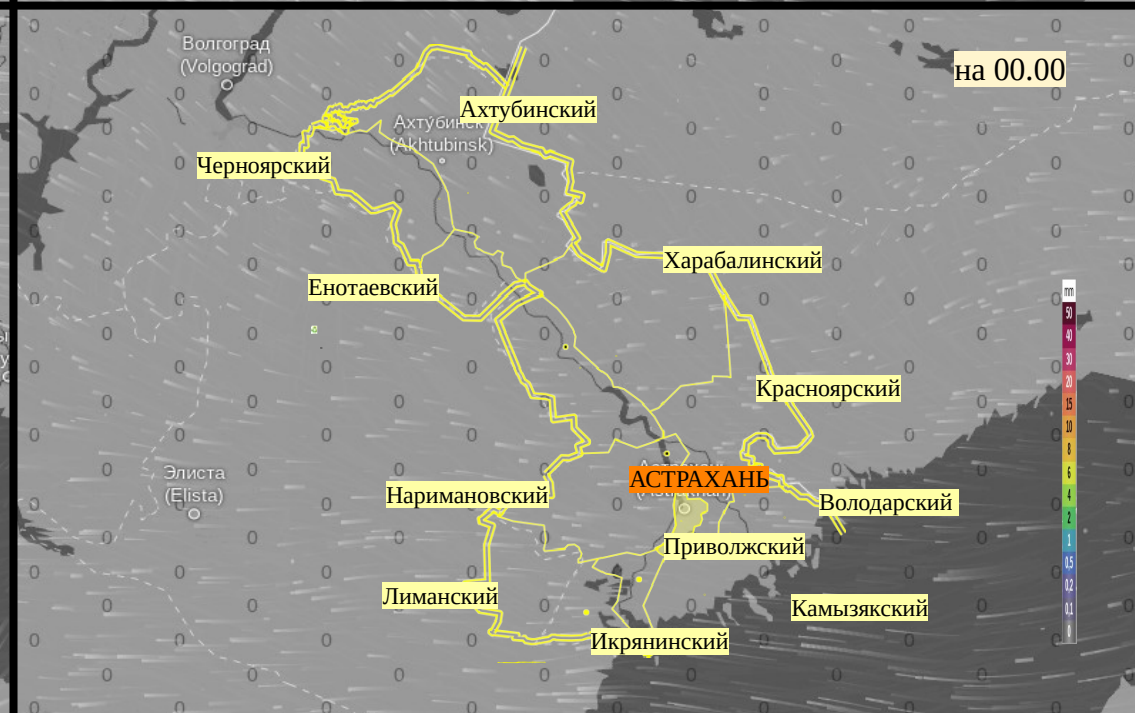 Волгоград
(Volgograd)
на 00.00
Ахтубинский
Ахтубинск
(Akhtubinsk)
Черноярский
Харабалинский
Енотаевский
mm
50
40
30
20
15
10
8
6
4
2
1
0,5
0,2
0,1
0
Красноярский
Элиста
(Elista)
АСТРАХАНЬ
Наримановский
Володарский
Приволжский
Лиманский
Камызякский
Икрянинский